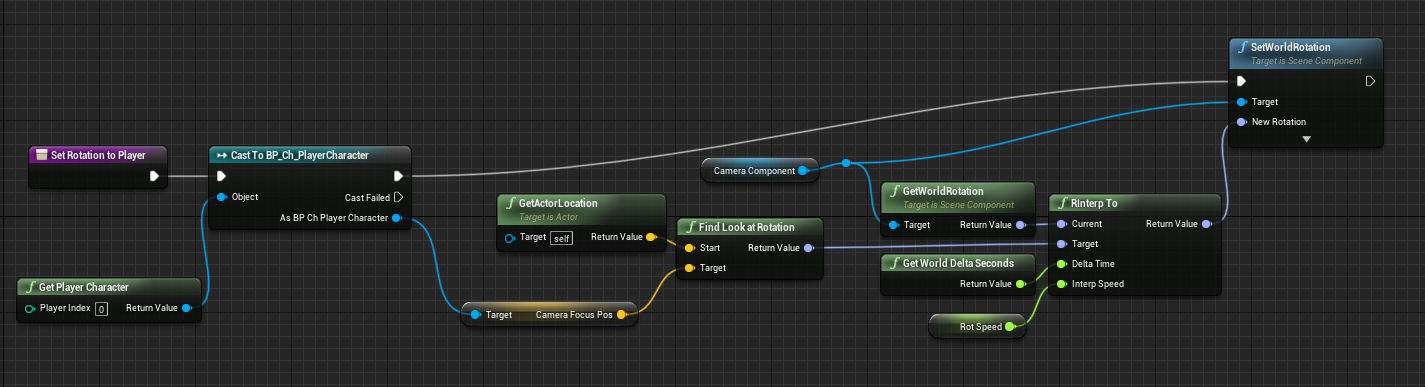 SetWorldRotation
Target is Scene Component
Target
New Rotation
Set Rotation to Player
Cast To BP_Ch_PlayerCharacter
Object
Cast Failed
As BP Ch Player Character
Get Player Character
Player Index 0
Return Value
GetActorLocation
Target is Actor
Target self
Return Value
Target
Camera Focus Pos
Find Look at Rotation
Start
Return Value
Target
Camera Component
GetWorldRotation
Target is Scene Component
Target
Return Value
Get World Delta Seconds
Return Value
Rot Speed
RInterp To
Current
Return Value
Target
Delta Time
Interp Speed